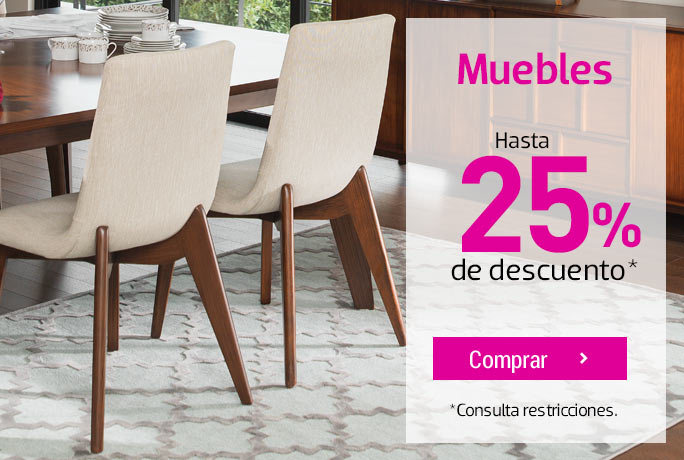 Muebles
Hasta
25%
de descuento*
Comprar >
*Consulta restricciones.